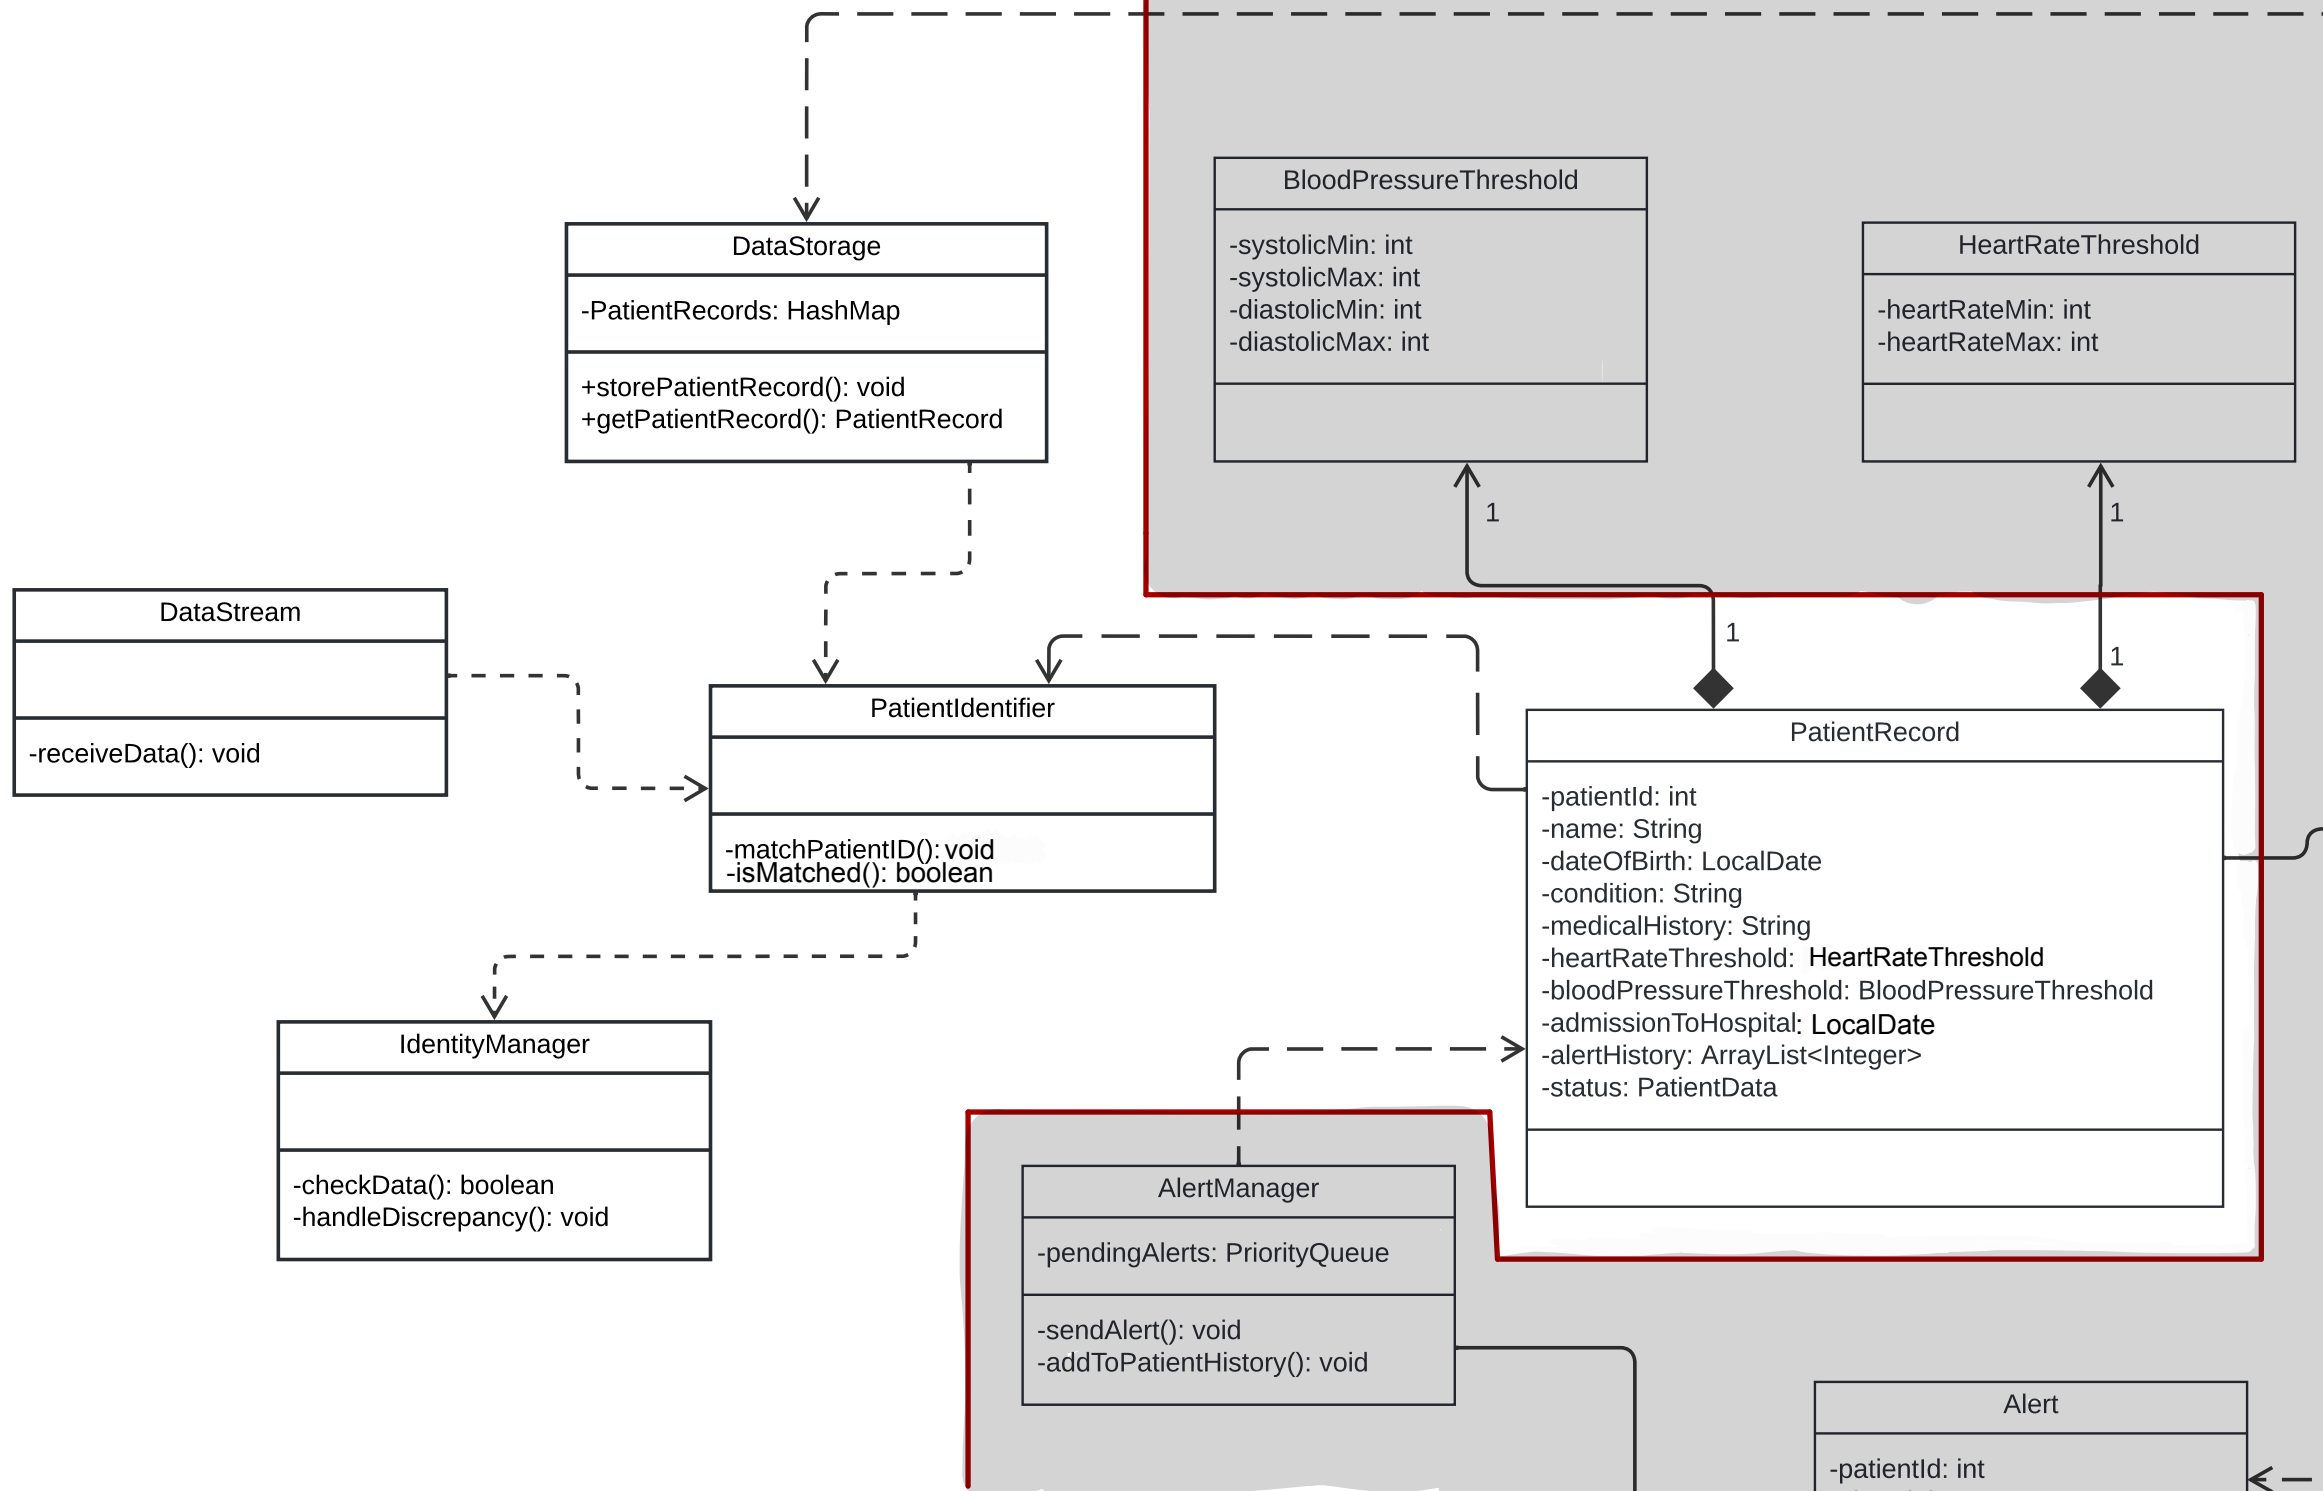 BloodPressureThreshold
-systolicMin: int
-systolicMax: int
-diastolicMin: int
-diastolicMax: int
HeartRateThreshold
-heartRateMin: int
-heartRateMax: int
DataStorage
-PatientRecords: HashMap
+storePatientRecord(): void
+getPatientRecord(): PatientRecord
1
1
1
1
DataStream
-receiveData(): void
PatientIdentifier
-matchPatientID(): void
-isMatched(): boolean
PatientRecord
-patientId: int
-name: String
-dateOfBirth: LocalDate
-condition: String
-medicalHistory: String
-heartRateThreshold: HeartRateThreshold
-bloodPressureThreshold: BloodPressureThreshold
-admissionToHospital: LocalDate
-alertHistory: ArrayList<Integer>
-status: PatientData
IdentityManager
-checkData(): boolean
-handleDiscrepancy(): void
AlertManager
-pendingAlerts: PriorityQueue
-sendAlert(): void
-addToPatientHistory(): void
Alert
-patientId: int